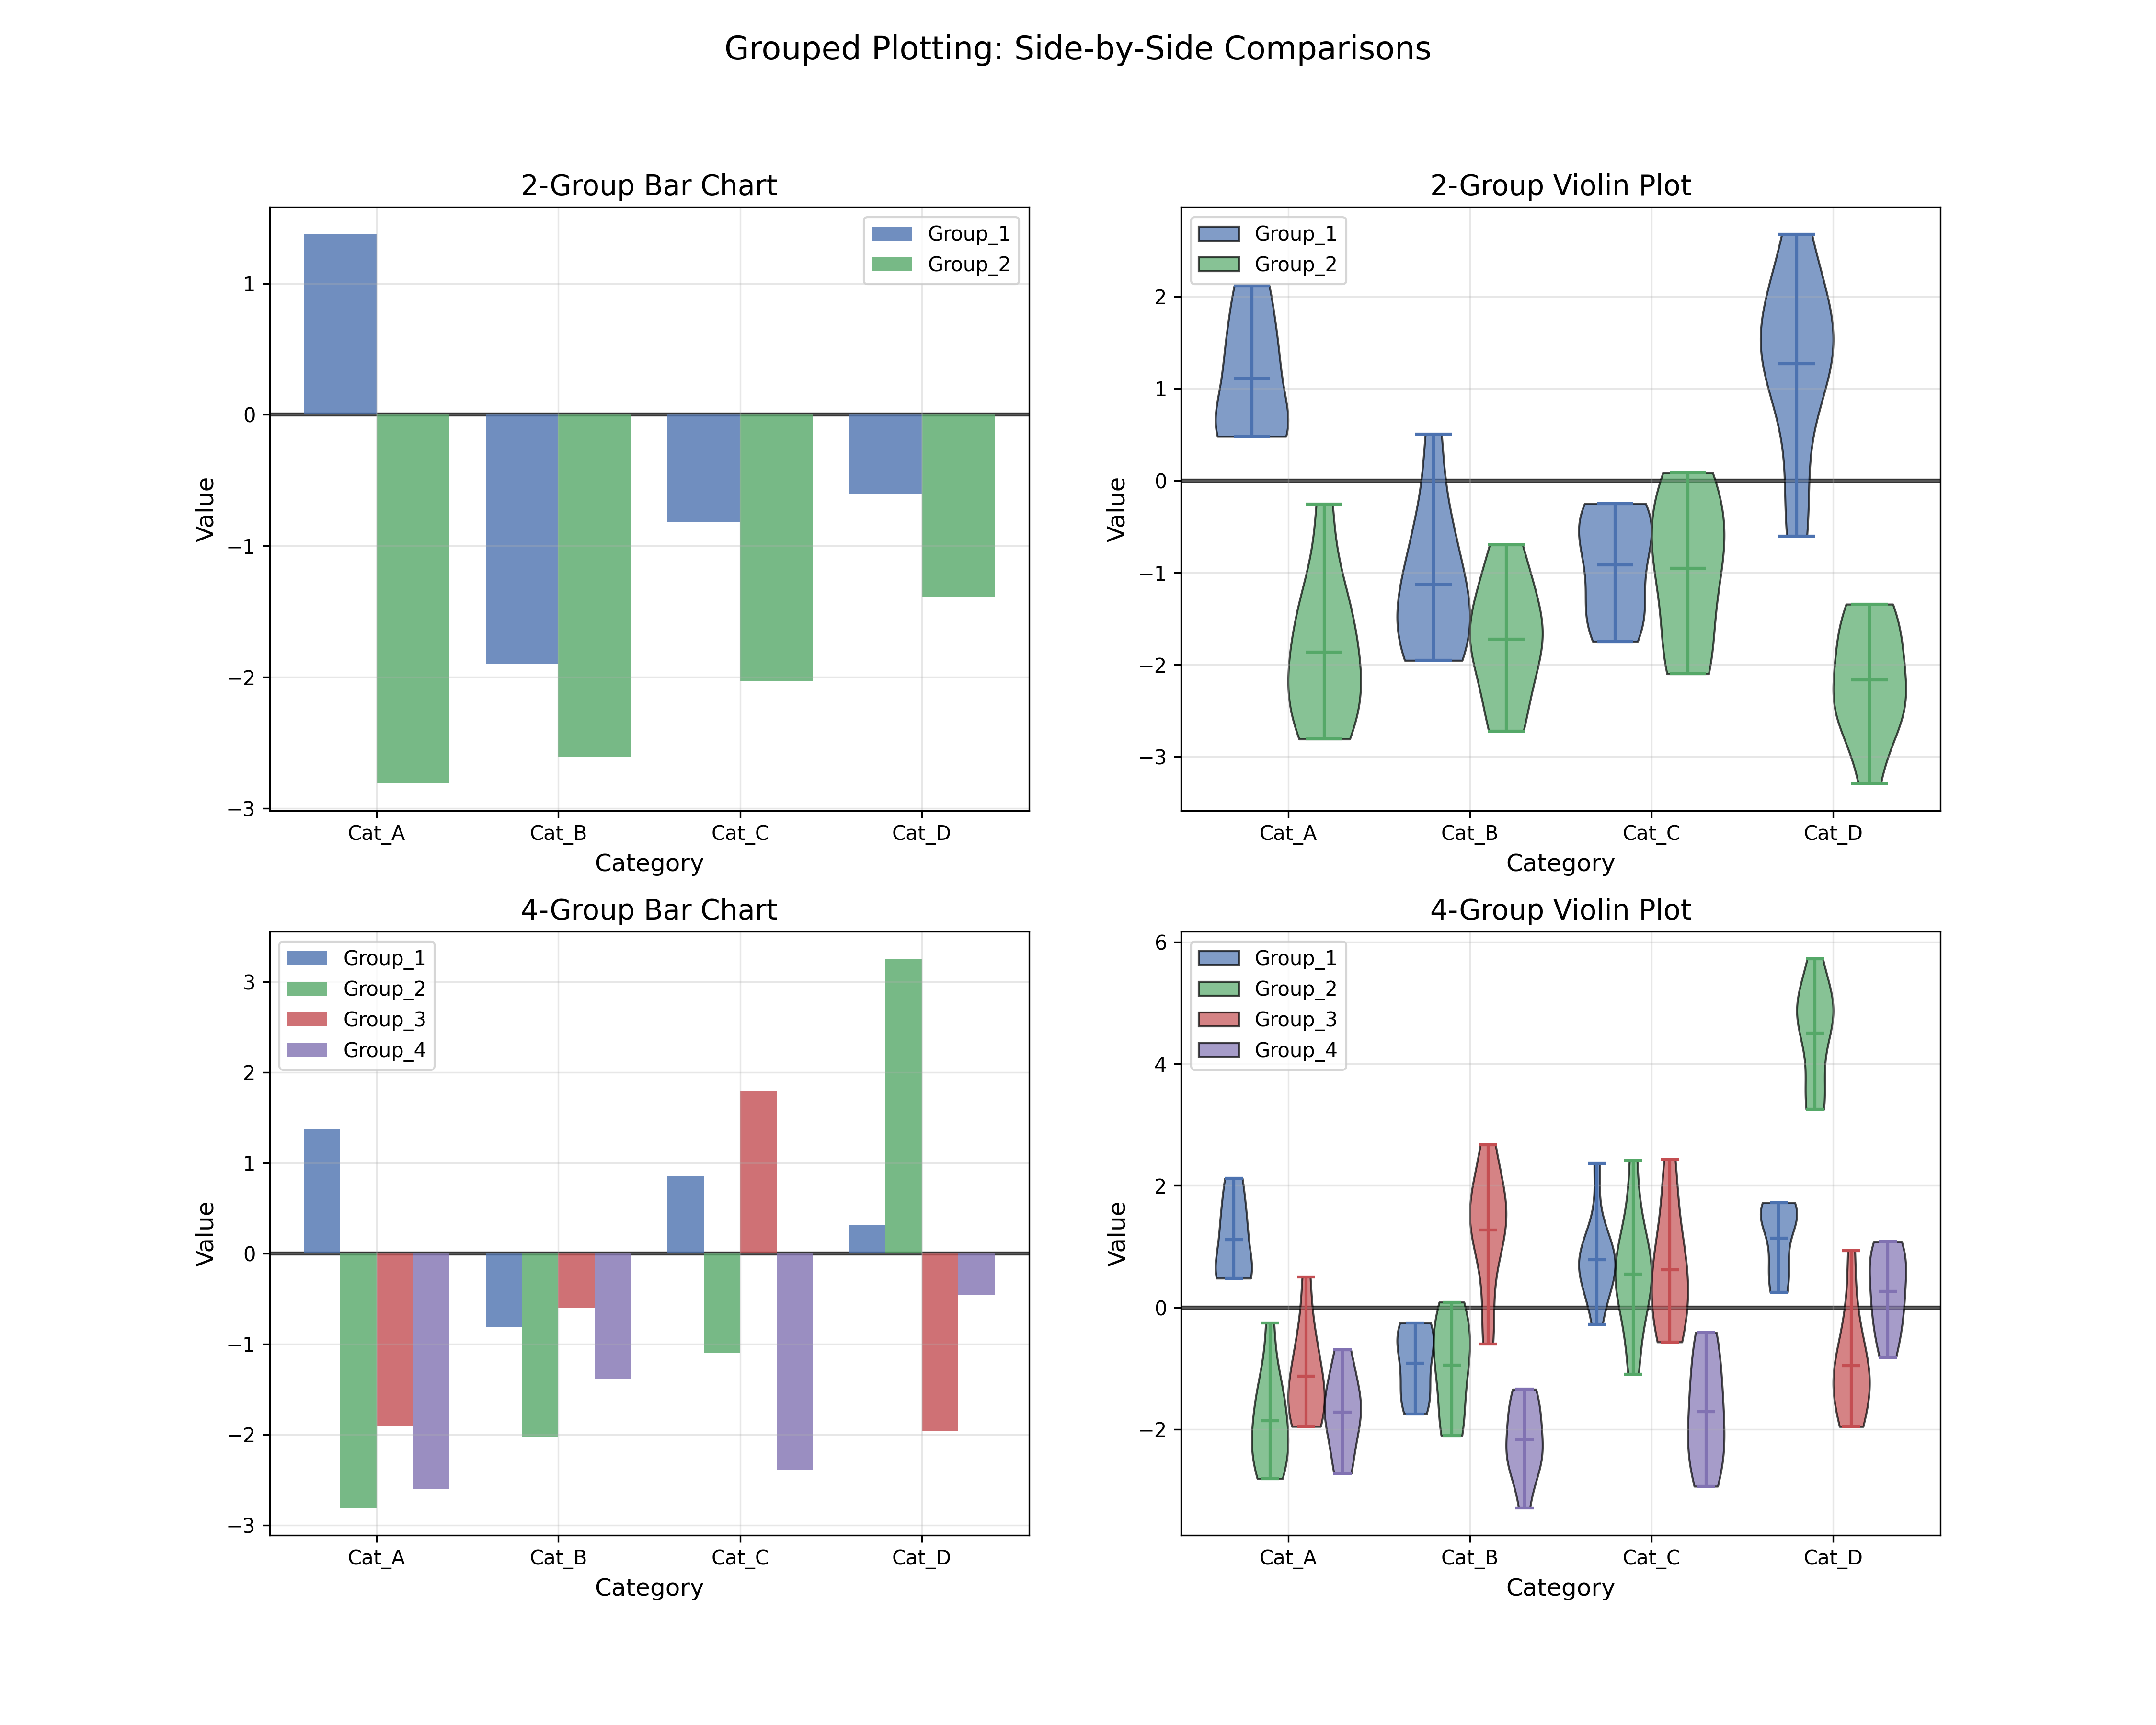 Grouped Plotting: Side-by-Side Comparisons
2-Group Bar Chart
Group_1
Group_2
1
0
−1
−2
−3
Value
Cat_A Cat_B Cat_C Cat_D
Category
2-Group Violin Plot
Group_1
Group_2
2
1
0
−1
−2
−3
Value
Cat_A Cat_B Cat_C Cat_D
Category
4-Group Bar Chart
Group_1
Group_2
Group_3
Group_4
3
2
1
0
−1
−2
−3
Value
Cat_A Cat_B Cat_C Cat_D
Category
4-Group Violin Plot
Group_1
Group_2
Group_3
Group_4
6
4
2
0
−2
Value
Cat_A Cat_B Cat_C Cat_D
Category